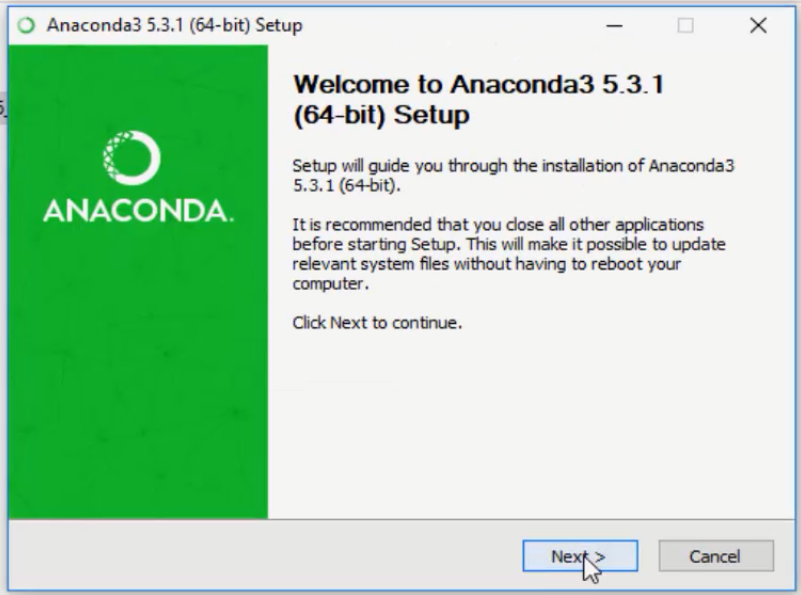 Anaconda3 5.3.1 (64-bit) Setup
Welcome to Anaconda3 5.3.1
(64-bit) Setup
ANACONDA.
Setup will guide you through the installation of Anaconda3
5.3.1 (64-bit).
It is recommended that you close all other applications
before starting Setup. This will make it possible to update
relevant system files without having to reboot your
computer.
Click Next to continue.
Next >
Cancel